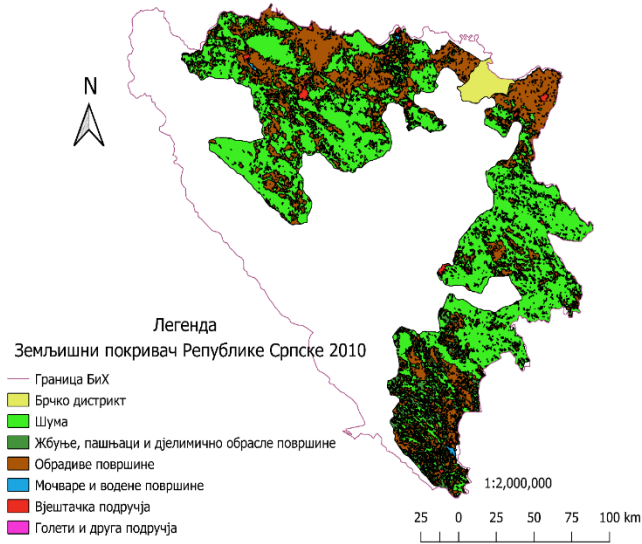 N
Легенда
Земљишни покривач Републике Српске 2010
Граница БиХ
Брчко дистрикт
Шума
Жбуње, пашњаци и дјелимично обрасле површине
Обрадиве површине
Мочваре и водене површине
Вјештачка подручја
Голети и друга подручја
1:2,000,000
25 0 25 50 75 100 km